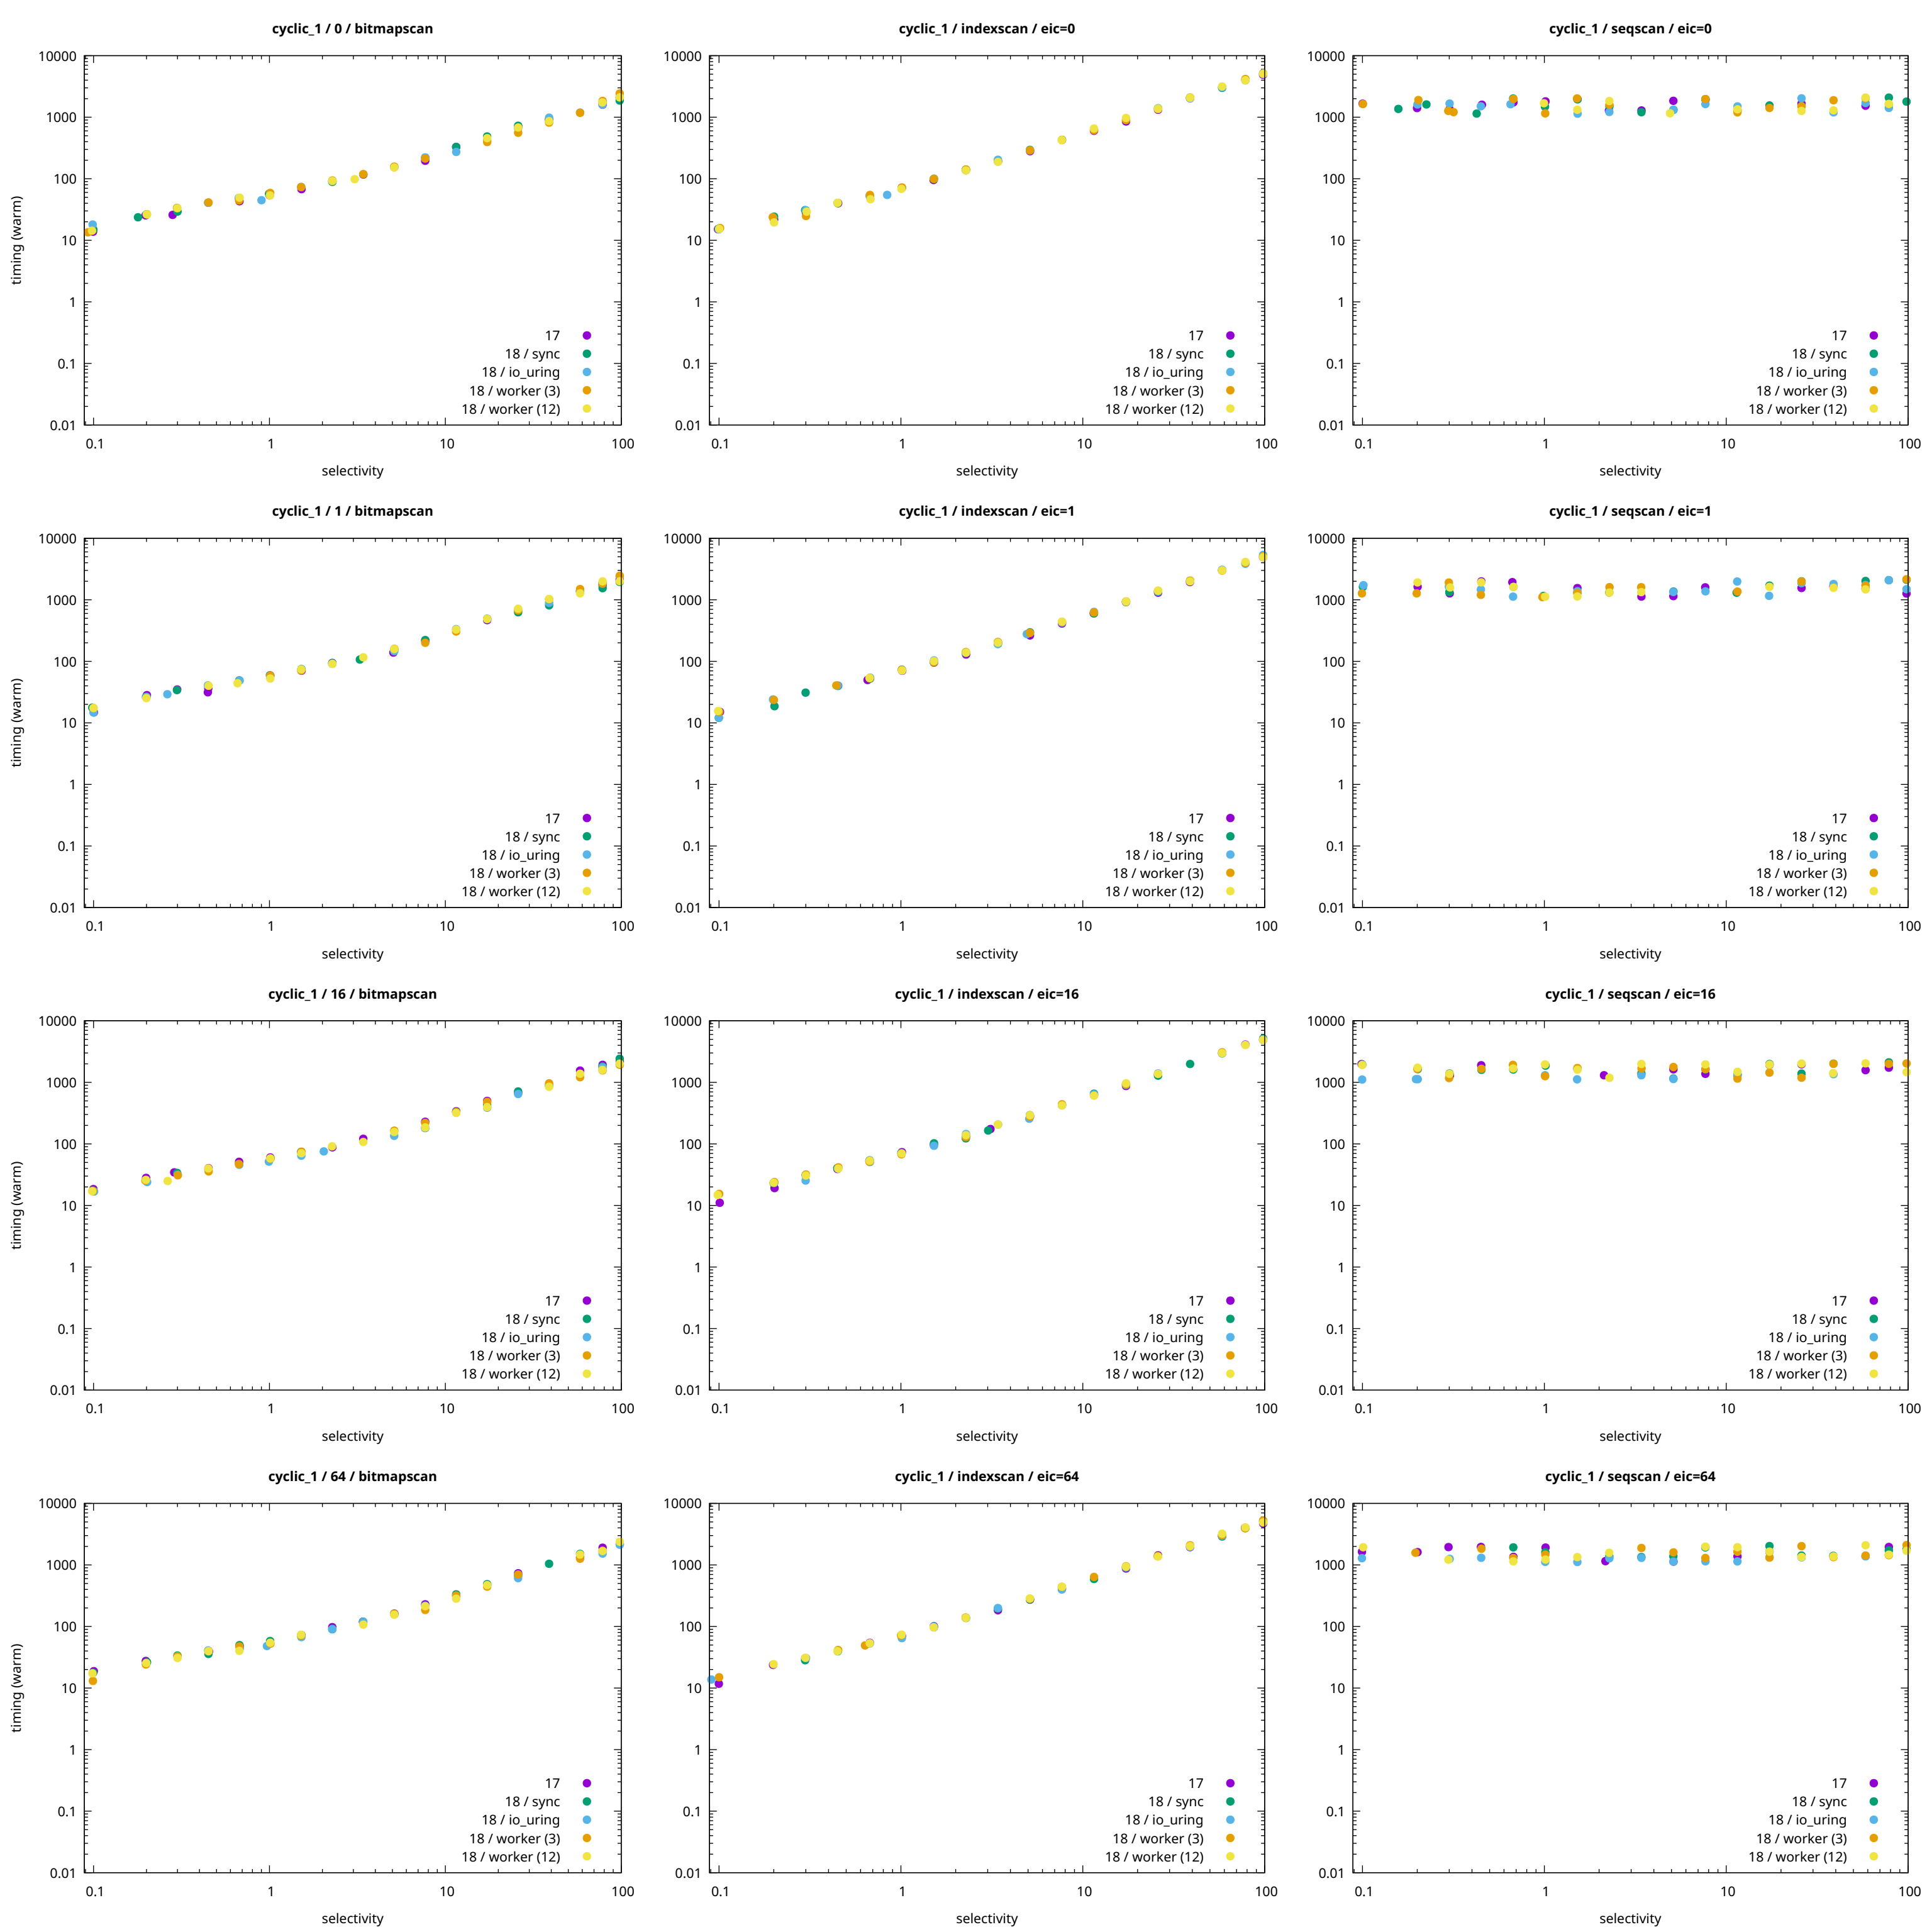 cyclic_1 / 0 / bitmapscan
timing (warm)
10000
1000
100
10
1
0.1
0.01
17
18 / sync
18 / io_uring
18 / worker (3)
18 / worker (12)
0.1 1 10 100
selectivity
cyclic_1 / indexscan / eic=0
10000
1000
100
10
1
0.1
0.01
17
18 / sync
18 / io_uring
18 / worker (3)
18 / worker (12)
0.1 1 10 100
selectivity
cyclic_1 / seqscan / eic=0
10000
1000
100
10
1
0.1
0.01
17
18 / sync
18 / io_uring
18 / worker (3)
18 / worker (12)
0.1 1 10 100
selectivity
cyclic_1 / 1 / bitmapscan
timing (warm)
10000
1000
100
10
1
0.1
0.01
17
18 / sync
18 / io_uring
18 / worker (3)
18 / worker (12)
0.1 1 10 100
selectivity
cyclic_1 / indexscan / eic=1
10000
1000
100
10
1
0.1
0.01
17
18 / sync
18 / io_uring
18 / worker (3)
18 / worker (12)
0.1 1 10 100
selectivity
cyclic_1 / seqscan / eic=1
10000
1000
100
10
1
0.1
0.01
17
18 / sync
18 / io_uring
18 / worker (3)
18 / worker (12)
0.1 1 10 100
selectivity
cyclic_1 / 16 / bitmapscan
timing (warm)
10000
1000
100
10
1
0.1
0.01
17
18 / sync
18 / io_uring
18 / worker (3)
18 / worker (12)
0.1 1 10 100
selectivity
cyclic_1 / indexscan / eic=16
10000
1000
100
10
1
0.1
0.01
17
18 / sync
18 / io_uring
18 / worker (3)
18 / worker (12)
0.1 1 10 100
selectivity
cyclic_1 / seqscan / eic=16
10000
1000
100
10
1
0.1
0.01
17
18 / sync
18 / io_uring
18 / worker (3)
18 / worker (12)
0.1 1 10 100
selectivity
cyclic_1 / 64 / bitmapscan
timing (warm)
10000
1000
100
10
1
0.1
0.01
17
18 / sync
18 / io_uring
18 / worker (3)
18 / worker (12)
0.1 1 10 100
selectivity
cyclic_1 / indexscan / eic=64
10000
1000
100
10
1
0.1
0.01
17
18 / sync
18 / io_uring
18 / worker (3)
18 / worker (12)
0.1 1 10 100
selectivity
cyclic_1 / seqscan / eic=64
10000
1000
100
10
1
0.1
0.01
17
18 / sync
18 / io_uring
18 / worker (3)
18 / worker (12)
0.1 1 10 100
selectivity